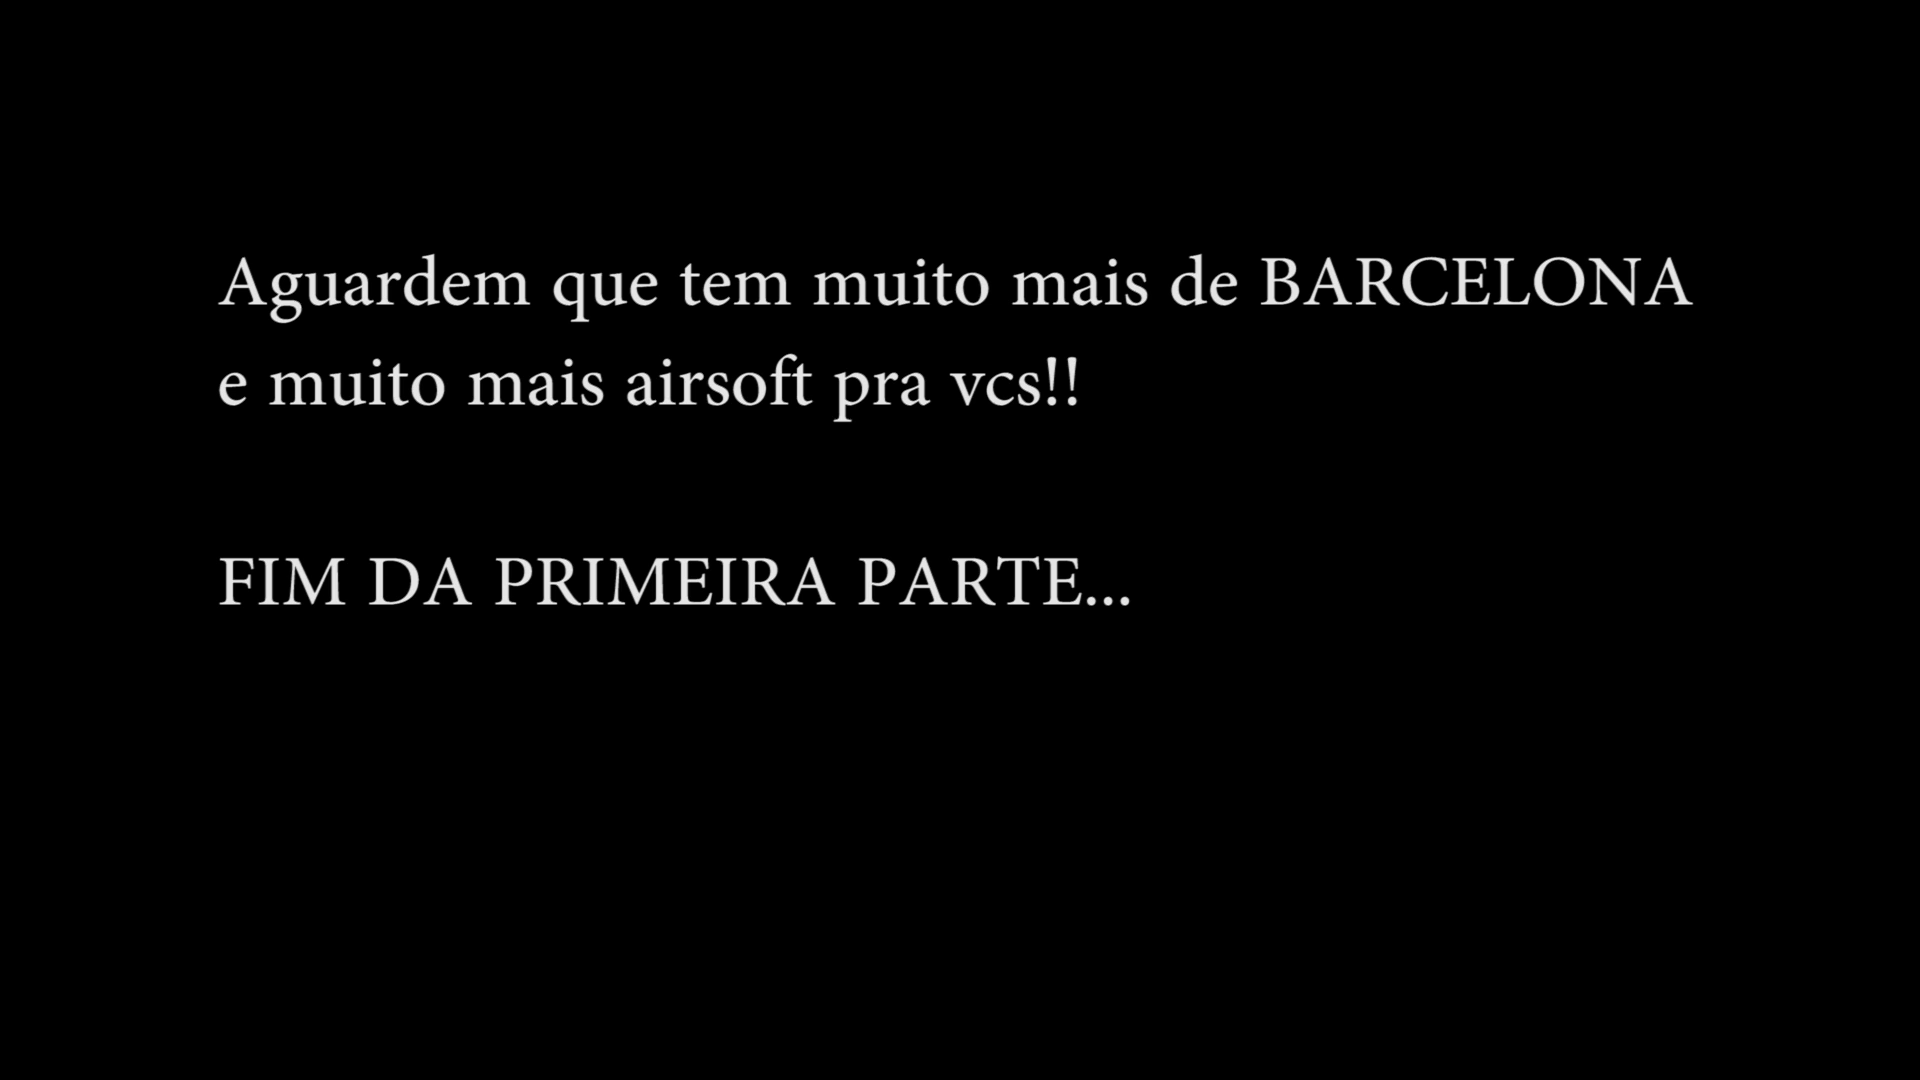 Aguardem que tem muito mais de BARCELONA
e muito mais airsoft pra vcs!!
FIM DA PRIMEIRA PARTE...